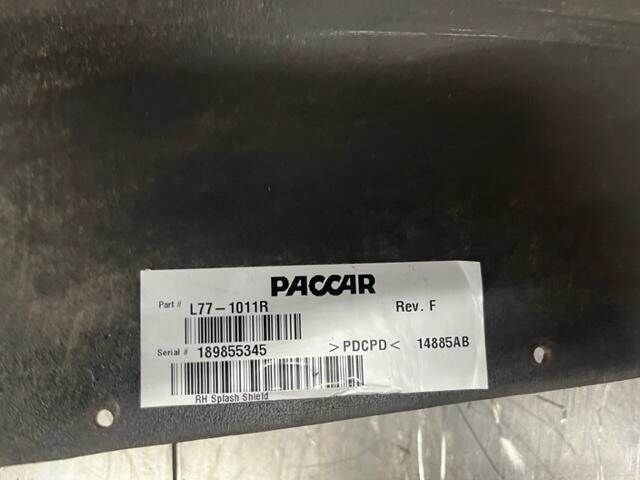 PACCAR
Part # L77-1011R Rev. F
Serial # 189855345 >PDCPD< 14885AB
RH Splash Shield